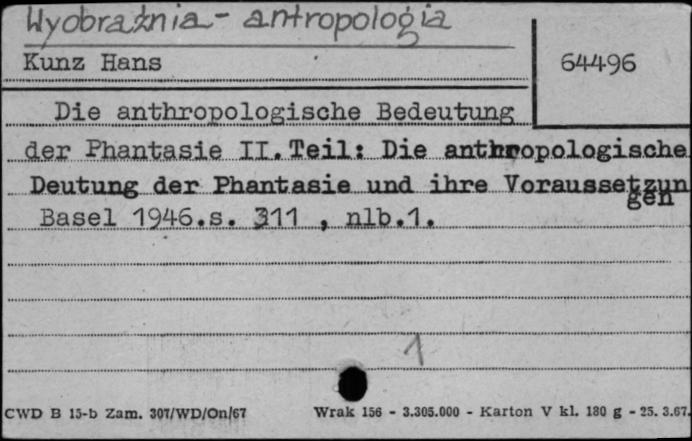 Wyobraźnia - antropologia
Kunz Hans
64496
Die anthropologische Bedeutung
der Phantasie II. Teil: Die anthropologische
Deutung der Phantasie und ihre Voraussetzun
gen
Basel 1946.s. 311 , nlb.1.
1
CWD B 15-b Zam. 307/WD/On/67
Wrak 156 - 3.305.000 - Karton V kl. 180 g - 25. 3.67.